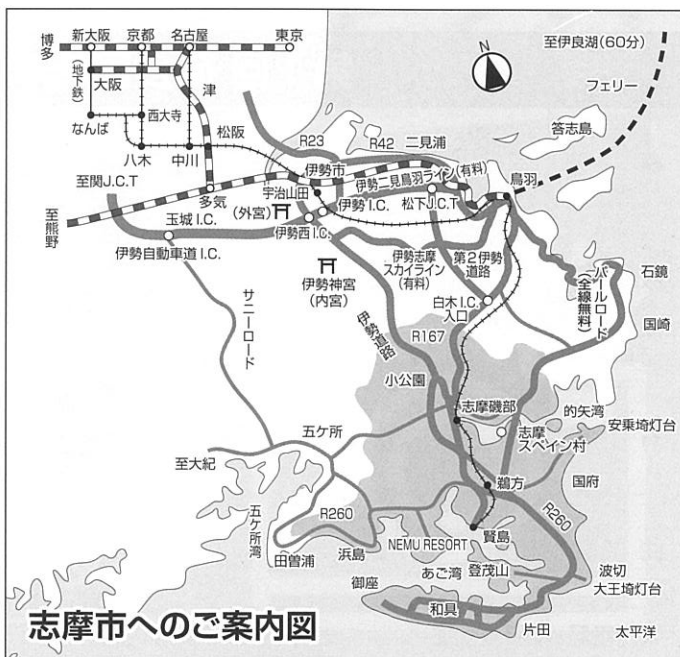 新大阪
京都
名古屋
東京
博多
(地下鉄)
大阪
津
なんば
西大寺
八木
中川
松阪
至伊良湖(60分)
フェリー
N
答志島
R23
R42
二見浦
伊勢市
伊勢二見鳥羽ライン(有料)
鳥羽
至関J.C.T
多気
宇治山田
伊勢I.C.
松下J.C.T
至熊野
玉城I.C.
(外宮)
伊勢西I.C.
伊勢自動車道I.C.
伊勢神宮
(内宮)
伊勢志摩
スカイライン
(有料)
第2伊勢
道路
パールロード
(全線無料)
石鏡
白木I.C.
入口
国崎
サニーロード
伊勢道路
R167
小公園
志摩磯部
的矢湾
安乗埼灯台
志摩
スペイン村
五ケ所
至大紀
鵜方
国府
五ケ所湾
R260
R260
田曽浦
浜島
NEMU RESORT
賢島
あご湾
登茂山
波切
大王埼灯台
御座
和具
片田
太平洋
志摩市へのご案内図